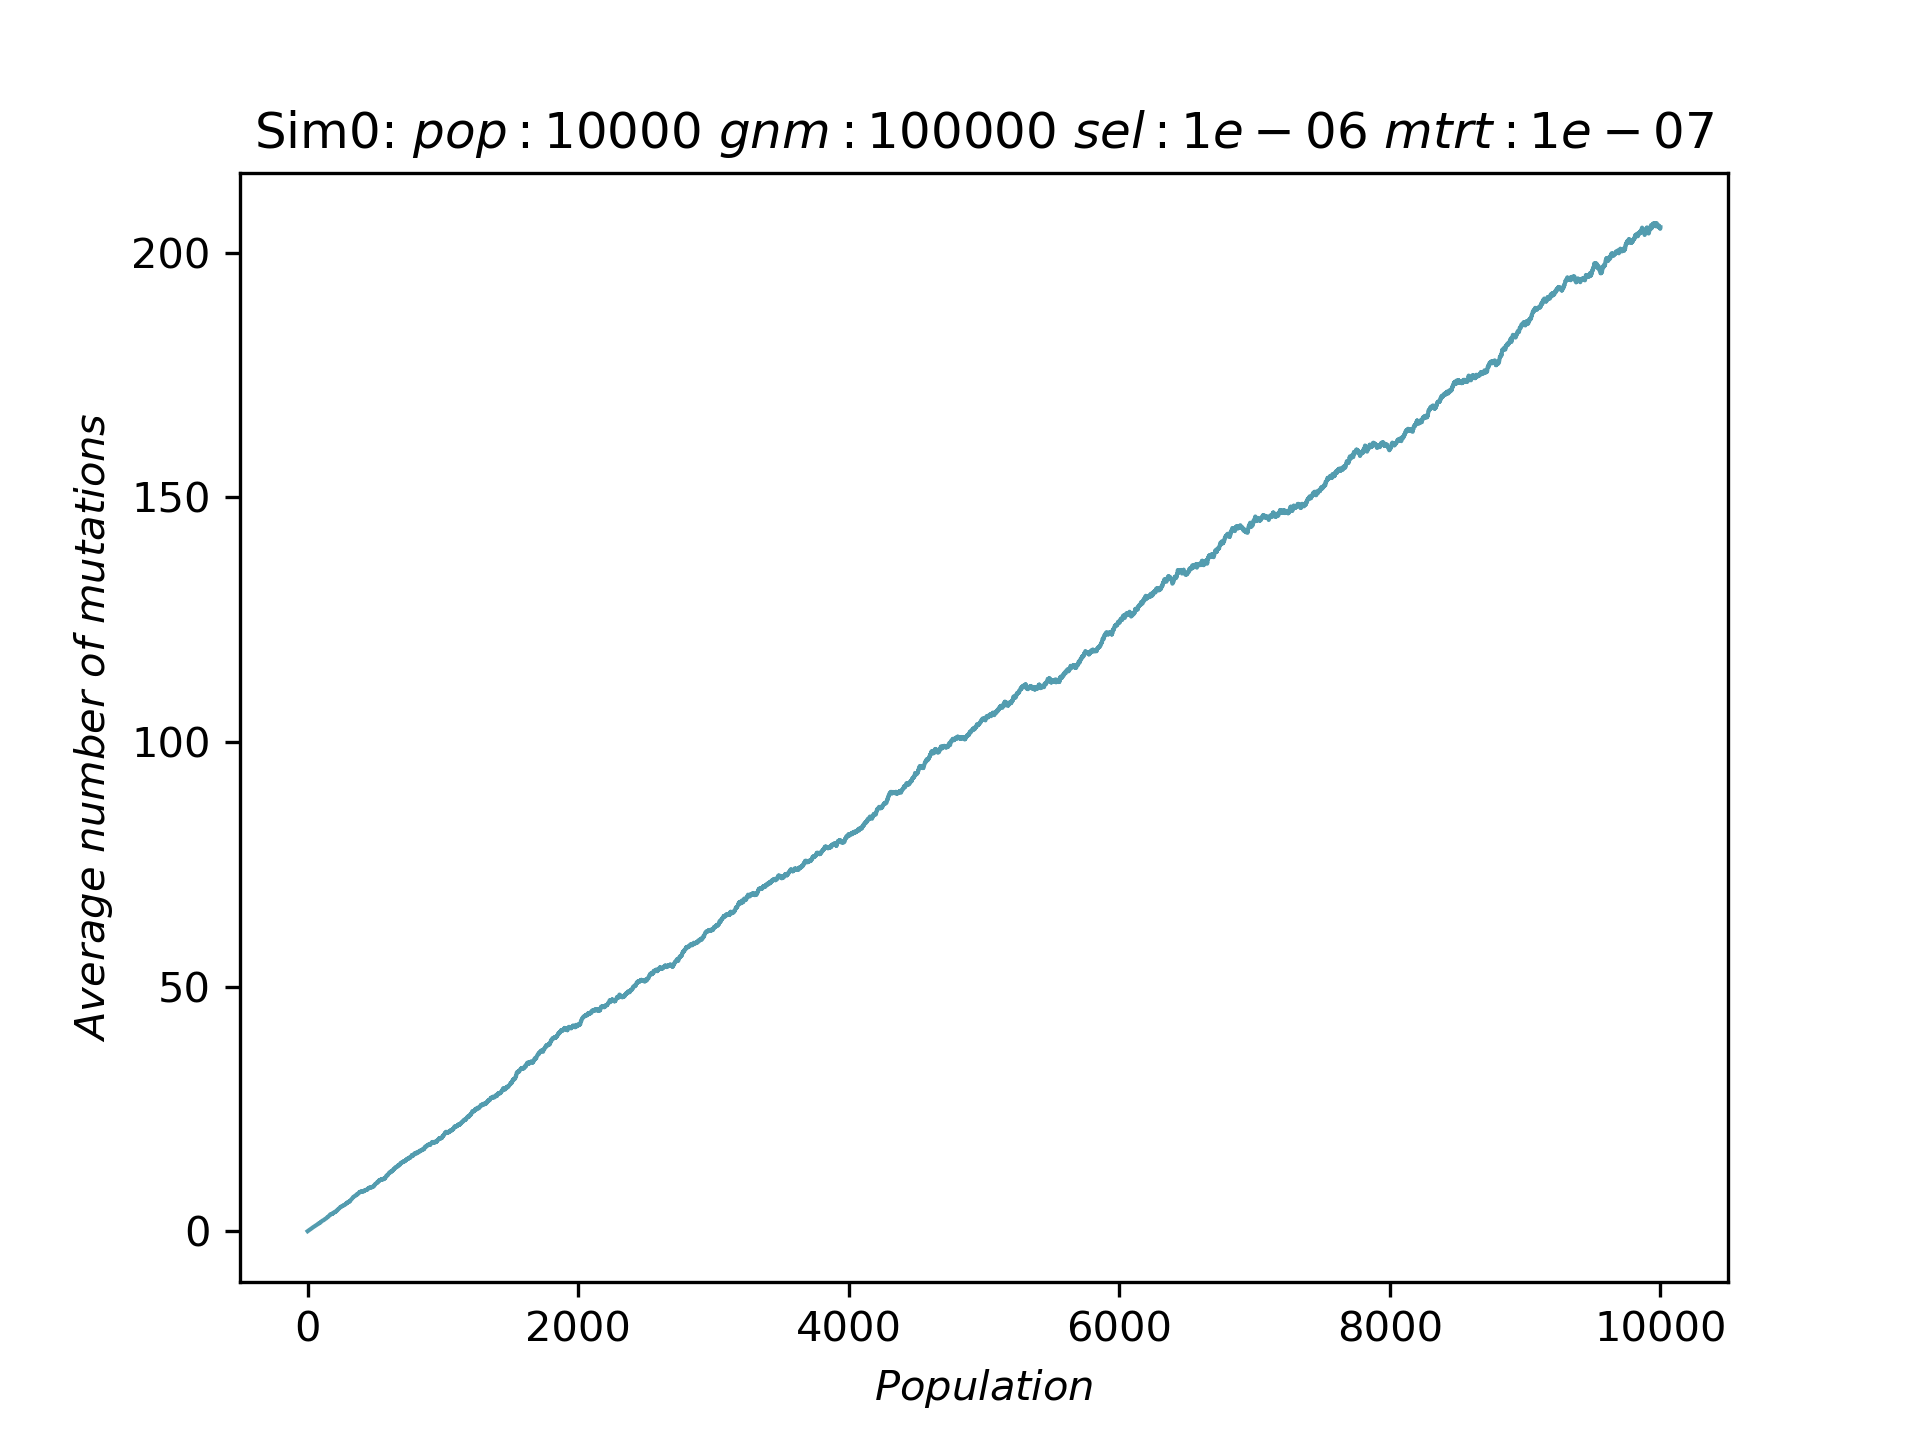 Sim0: pop : 10000 gnm : 100000 sel : 1e − 06 mtrt : 1e − 07
200
150
100
50
0
Average number of mutations
0 2000 4000 6000 8000 10000
Population